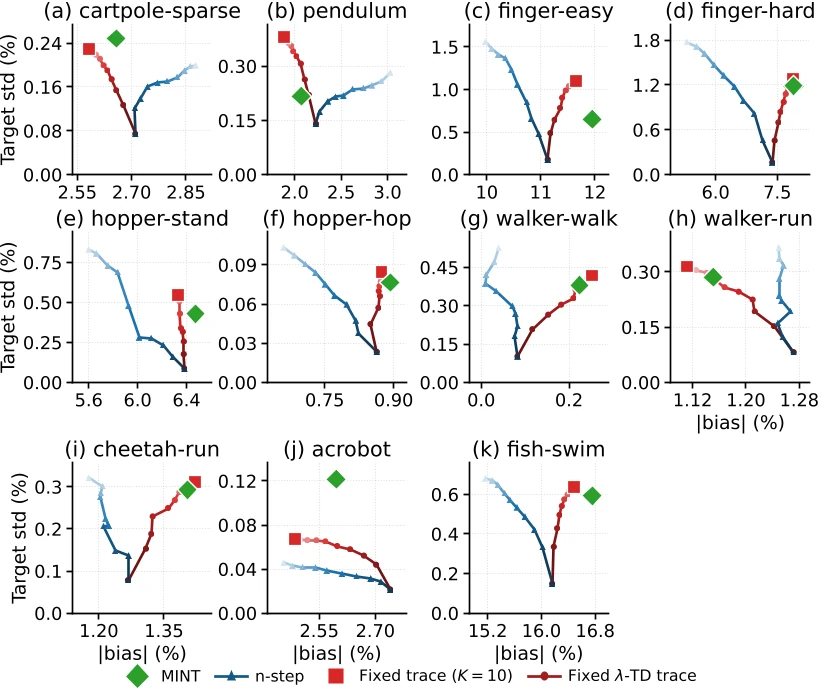 (a) cartpole-sparse (b) pendulum (c) finger-easy (d) finger-hard
Target std (%)
0.24
0.16
0.08
0.00
2.55 2.70 2.85
0.30
0.15
0.00
2.0 2.5 3.0
1.5
1.0
0.5
0.0
10 11 12
1.8
1.2
0.6
0.0
6.0 7.5
(e) hopper-stand (f) hopper-hop (g) walker-walk (h) walker-run
Target std (%)
0.75
0.50
0.25
0.00
5.6 6.0 6.4
0.09
0.06
0.03
0.00
0.75 0.90
0.45
0.30
0.15
0.00
0.0 0.2
0.30
0.15
0.00
1.12 1.20 1.28
|bias| (%)
(i) cheetah-run (j) acrobot (k) fish-swim
Target std (%)
0.3
0.2
0.1
0.0
1.20 1.35
|bias| (%)
0.12
0.08
0.04
0.00
2.55 2.70
|bias| (%)
0.6
0.4
0.2
0.0
15.2 16.0 16.8
|bias| (%)
MINT n-step Fixed trace (K = 10) Fixed λ-TD trace